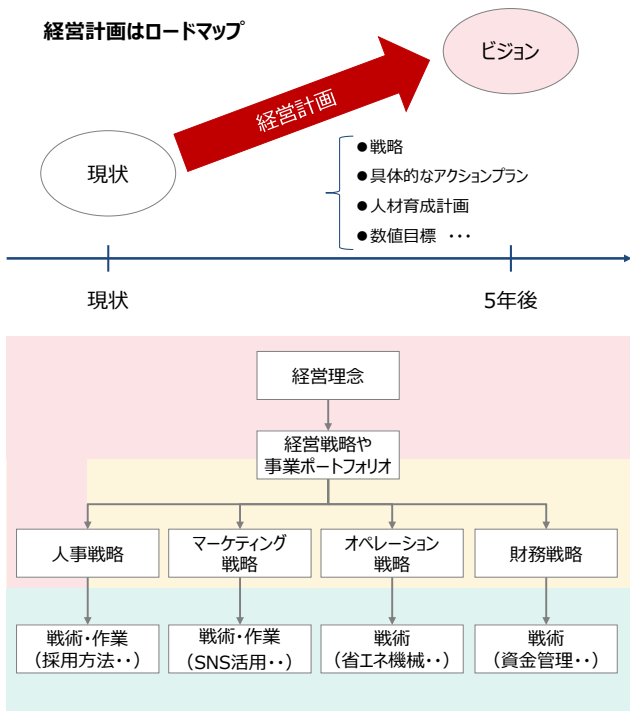 経営計画はロードマップ
ビジョン
経営計画
現状
●戦略
●具体的なアクションプラン
●人材育成計画
●数値目標 ･･･
現状
5年後
経営理念
経営戦略や
事業ポートフォリオ
人事戦略
マーケティング
戦略
オペレーション
戦略
財務戦略
戦術・作業
（採用方法･･）
戦術・作業
（SNS活用･･）
戦術
（省エネ機械･･）
戦術
（資金管理･･）